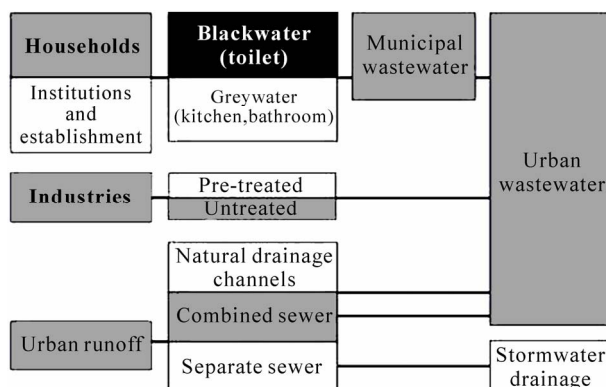 Households
Institutions
and
establishment
Blackwater
(toilet)
Greywater
(kitchen,bathroom)
Municipal
wastewater
Urban
wastewater
Industries
Pre-treated
Untreated
Urban runoff
Natural drainage
channels
Combined sewer
Separate sewer
Stormwater
drainage